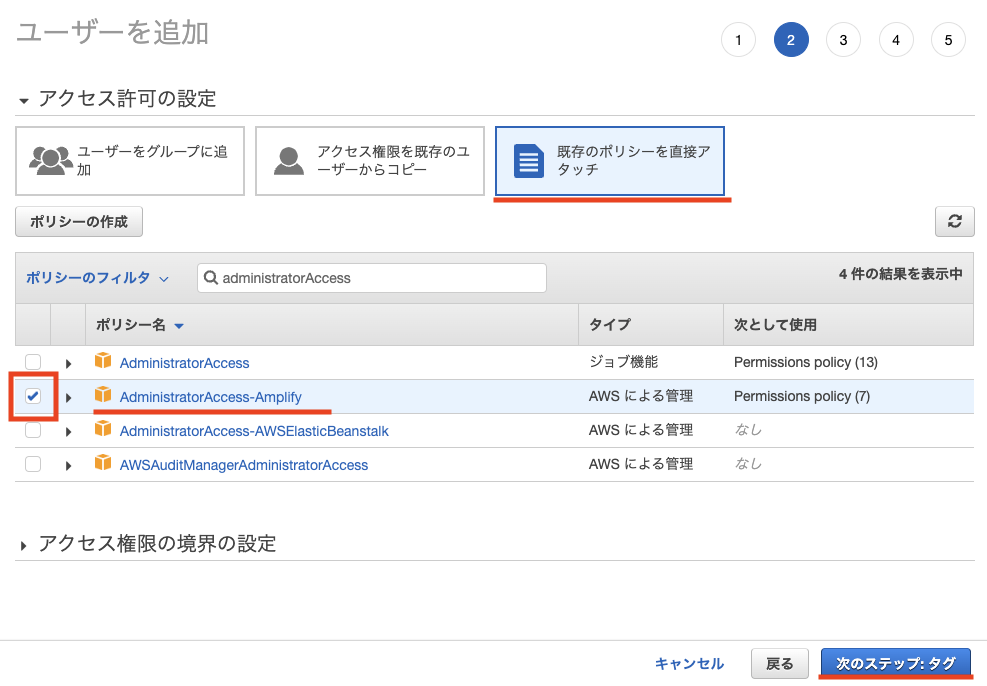 ユーザーを追加
1 2 3 4 5
アクセス許可の設定
ユーザーをグループに追
加
アクセス権限を既存のユ
ーザーからコピー
既存のポリシーを直接ア
タッチ
ポリシーの作成
ポリシーのフィルタ administratorAccess 4 件の結果を表示中
ポリシー名 タイプ 次として使用
AdministratorAccess ジョブ機能 Permissions policy (13)
AdministratorAccess-Amplify AWS による管理 Permissions policy (7)
AdministratorAccess-AWSElasticBeanstalk AWS による管理 なし
AWSAuditManagerAdministratorAccess AWS による管理 なし
アクセス権限の境界の設定
キャンセル 戻る 次のステップ: タグ